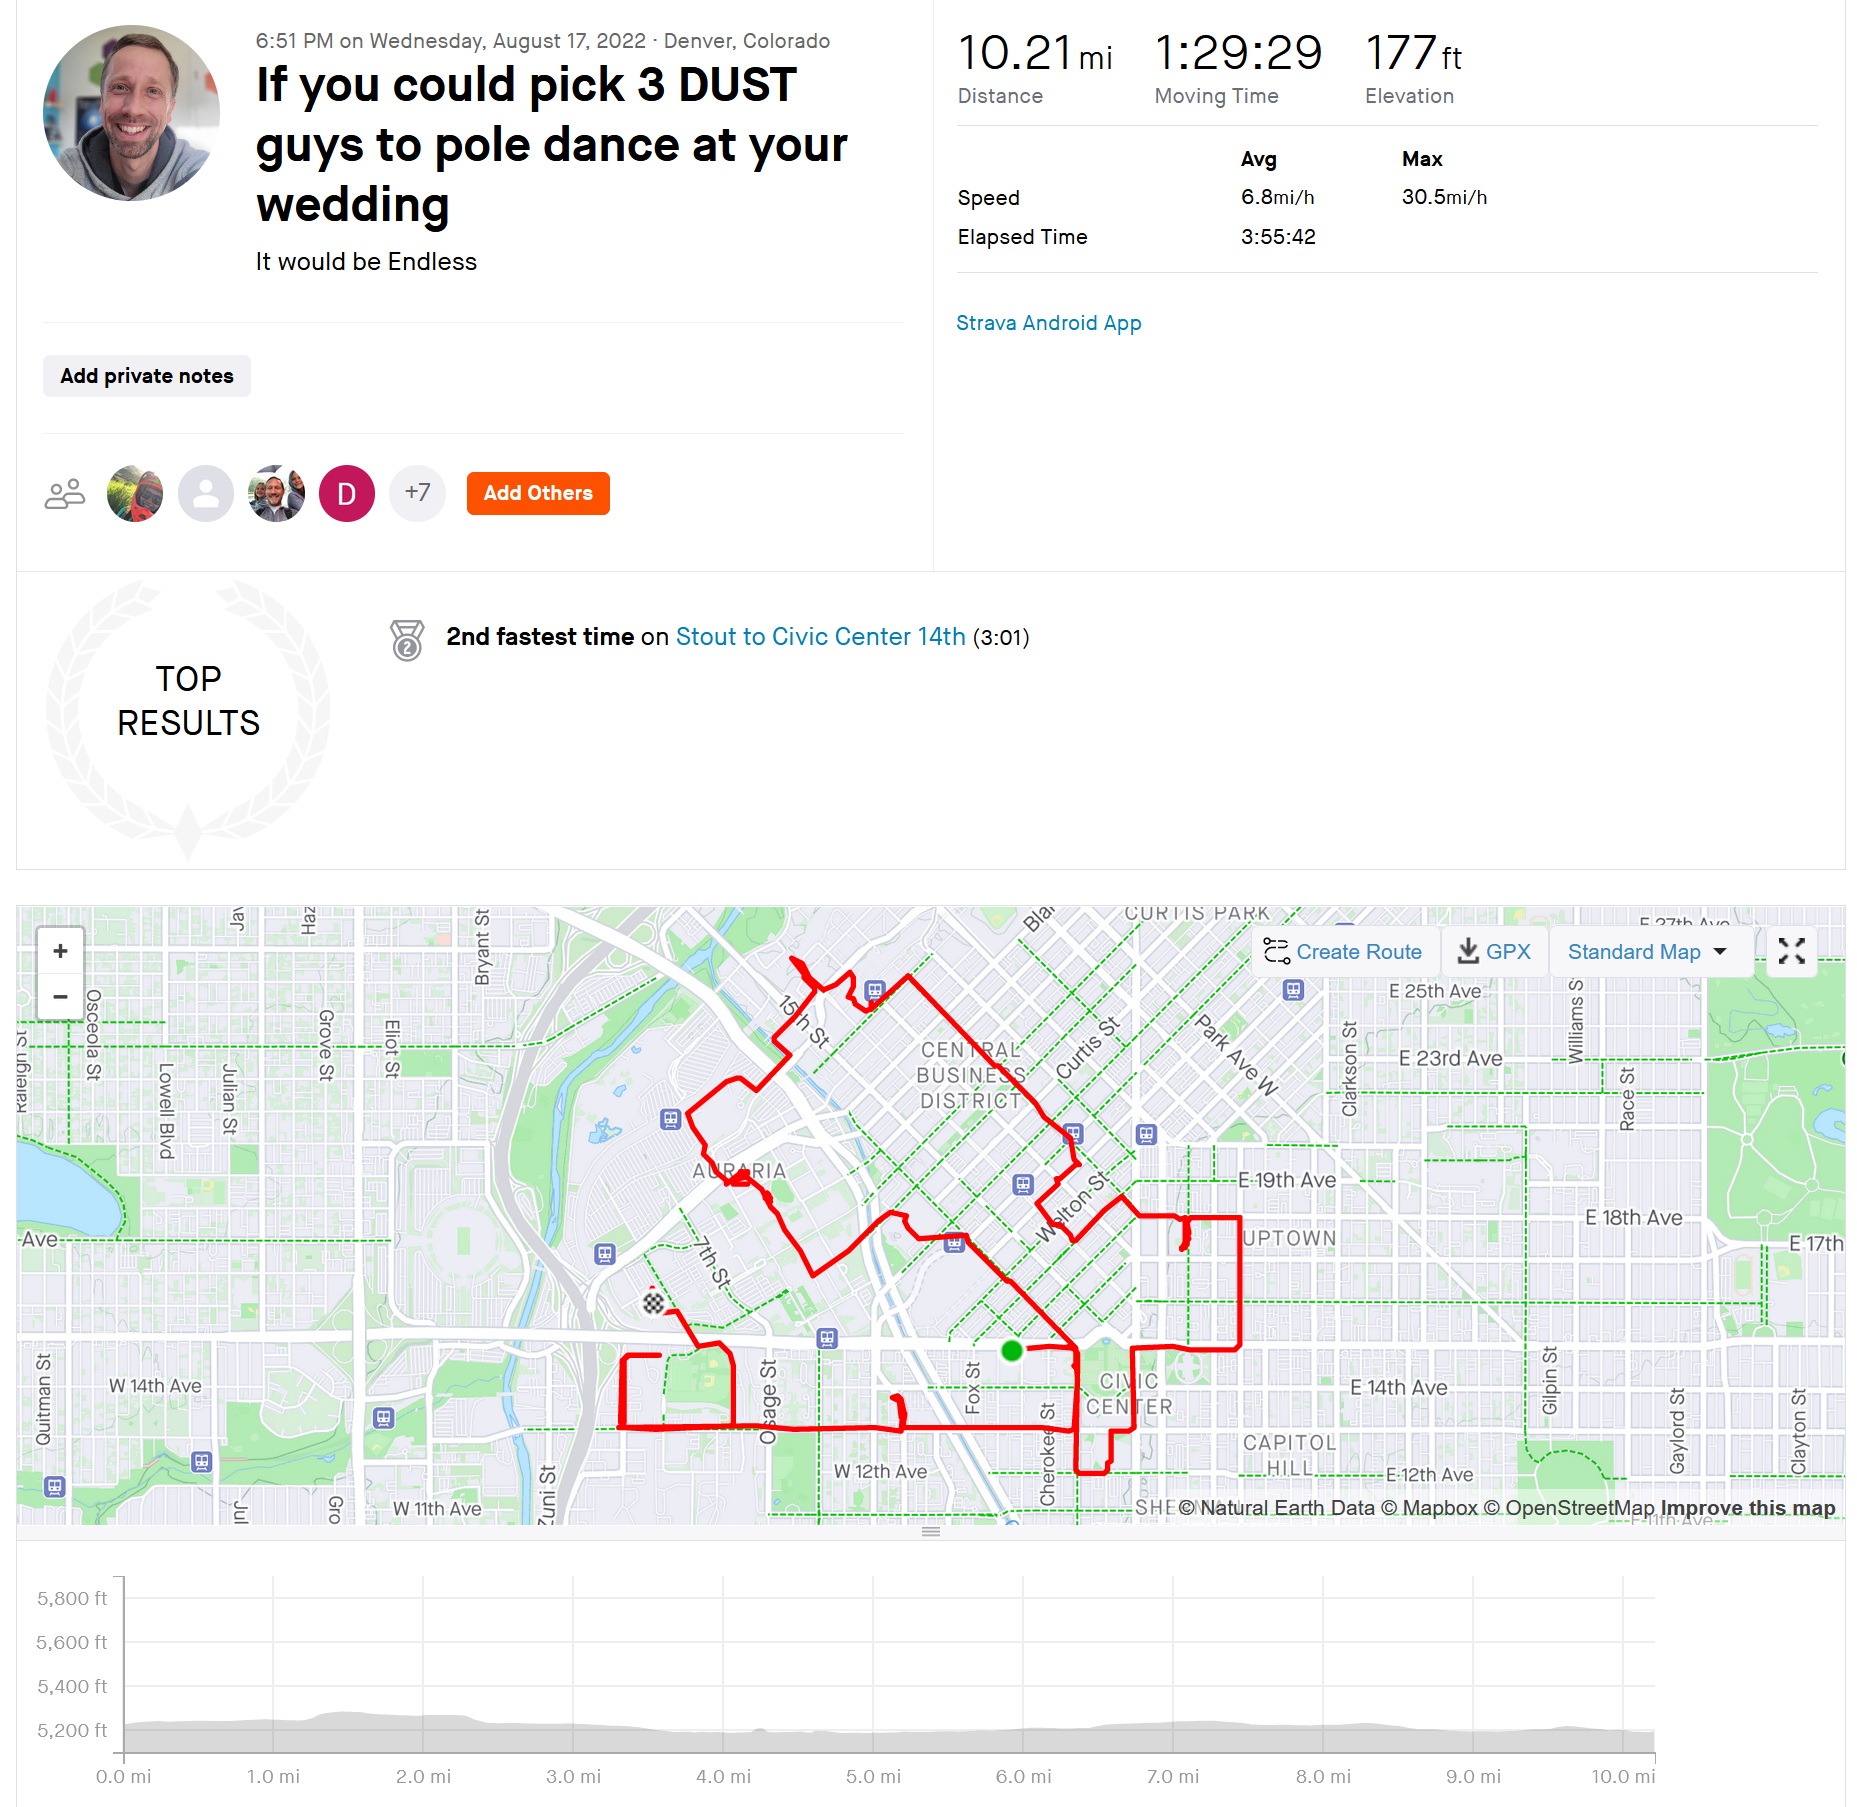 6:51 PM on Wednesday, August 17, 2022 · Denver, Colorado
If you could pick 3 DUST
guys to pole dance at your
wedding
It would be Endless
Add private notes
D
+7
Add Others
10.21 mi
Distance
1:29:29
Moving Time
177 ft
Elevation
Avg
Max
Speed
6.8mi/h
30.5mi/h
Elapsed Time
3:55:42
Strava Android App
TOP
RESULTS
2
2nd fastest time on Stout to Civic Center 14th (3:01)
+
−
Create Route
GPX
Standard Map
CURTIS PARK
E 27th Ave
Bryant St
Osceola St
Raleigh St
Lowell Blvd
Julian St
Grove St
Eliot St
15th St
CENTRAL
BUSINESS
DISTRICT
Curtis St
Park Ave W
E 25th Ave
Williams S
E 23rd Ave
Clarkson St
Race St
AURARIA
Welton St
E 19th Ave
E 18th Ave
UPTOWN
E 17th
Ave
7th St
Quitman St
W 14th Ave
Osage St
Fox St
CIVIC
CENTER
E 14th Ave
Gilpin St
Gaylord St
Clayton St
Cherokee St
CAPITOL
HILL
W 12th Ave
E 12th Ave
W 11th Ave
Zuni St
E 11th Ave
© Natural Earth Data © Mapbox © OpenStreetMap Improve this map
5,800 ft
5,600 ft
5,400 ft
5,200 ft
0.0 mi
1.0 mi
2.0 mi
3.0 mi
4.0 mi
5.0 mi
6.0 mi
7.0 mi
8.0 mi
9.0 mi
10.0 mi